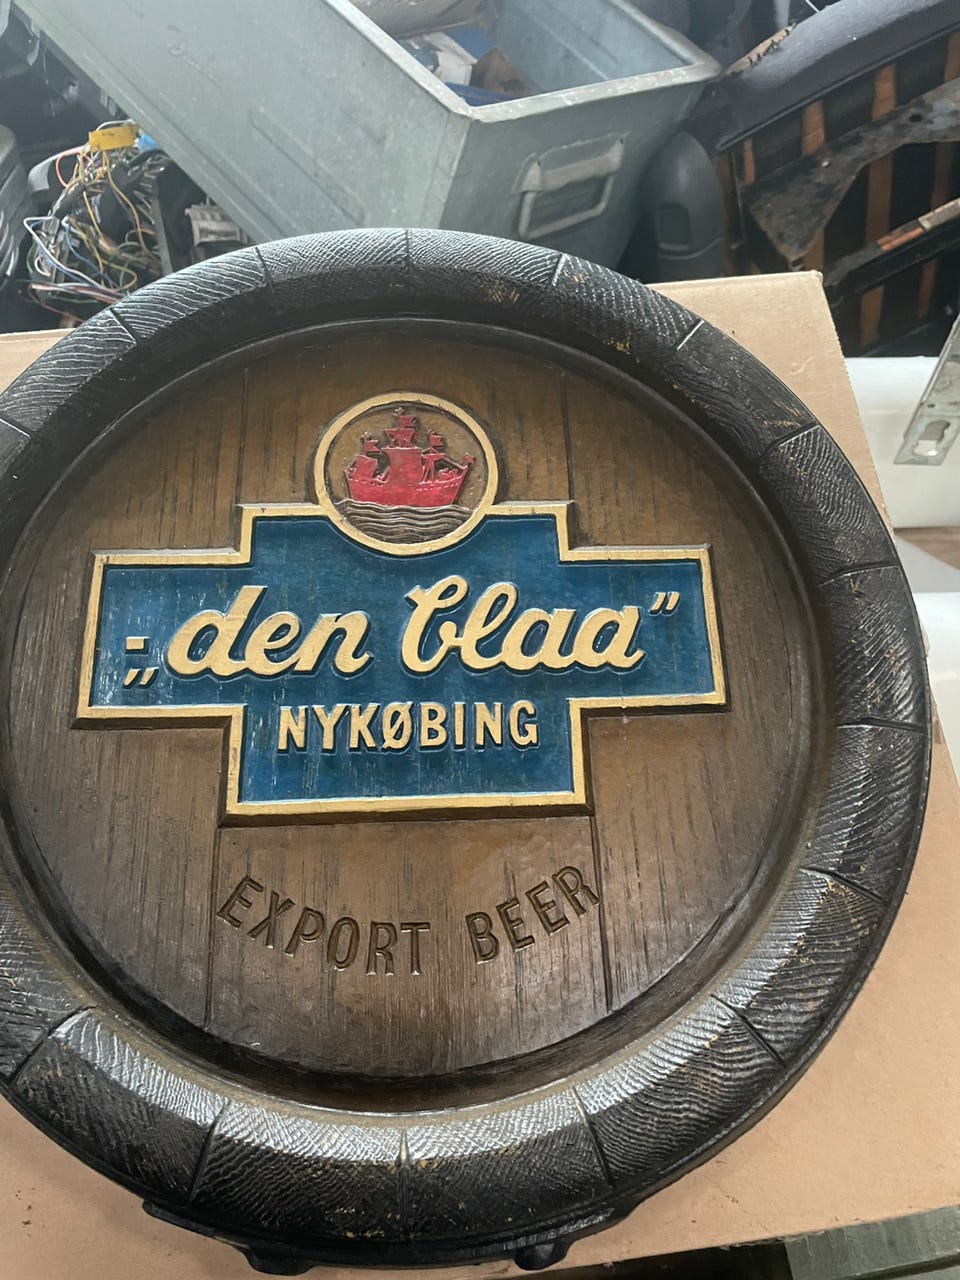 -„den blaa”
NYKØBING
EXPORT BEER